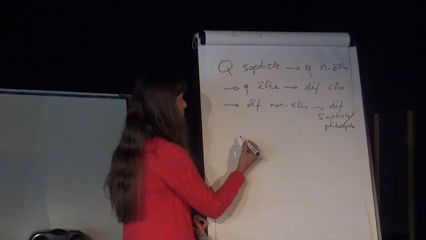 Q sophiste → q n-être
→ q être → dif être
→ dif non-être → dif
sophiste/
philosophe